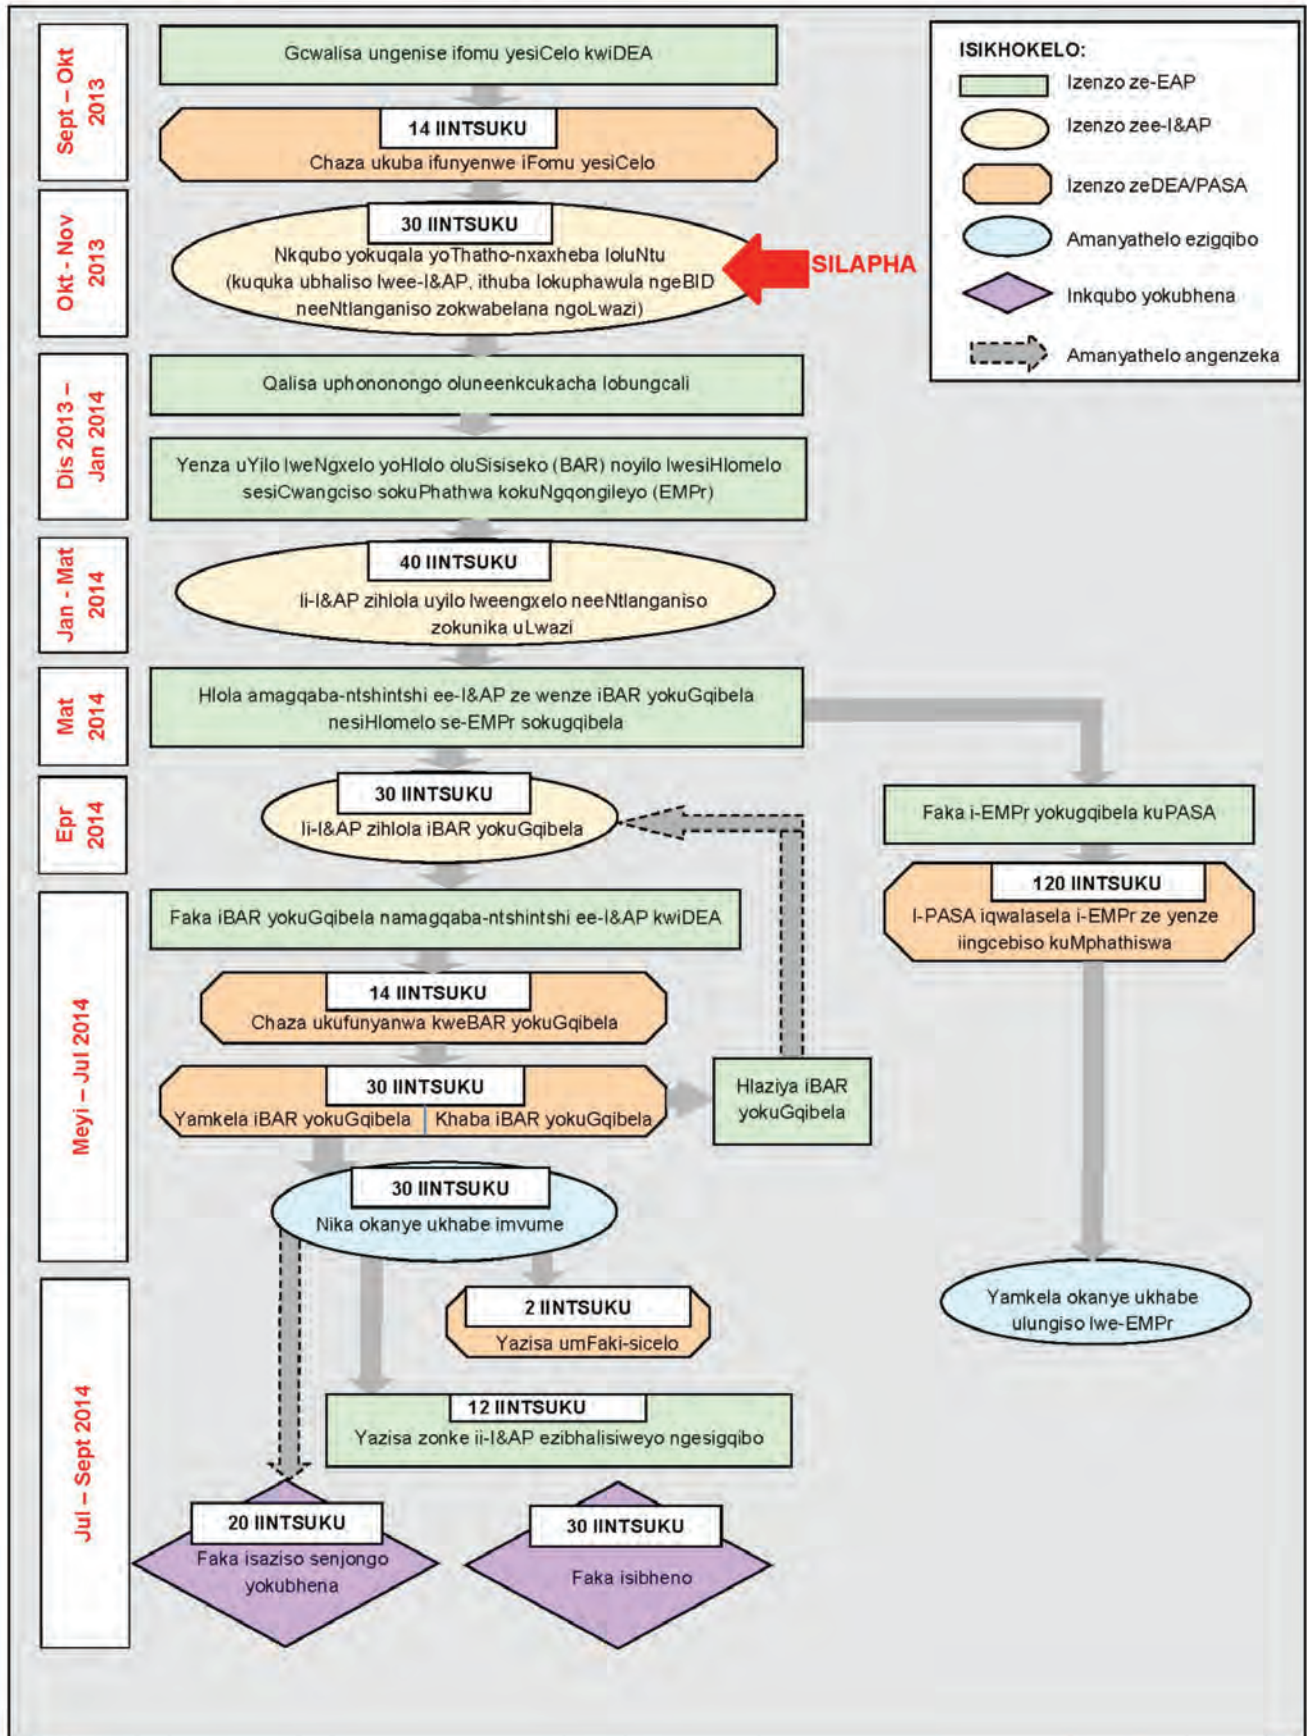 Sept – Okt
2013
Gcwalisa ungenise ifomu yesiCelo kwiDEA
14 IINTSUKU
Chaza ukuba ifunyenwe iFomu yesiCelo
ISIKHOKELO:
Izenzo ze-EAP
Izenzo zee-I&AP
Izenzo zeDEA/PASA
Amanyathelo ezigqibo
Inkqubo yokubhena
Amanyathelo angenzeka
Okt - Nov
2013
30 IINTSUKU
Nkqubo yokuqala yoThatho-nxaxheba loluNtu
(kuquka ubhaliso lwee-I&AP, ithuba lokuphawula ngeBID
neeNtlanganiso zokwabelana ngoLwazi)
SILAPHA
Dis 2013 –
Jan 2014
Qalisa uphononongo oluneenkcukacha lobungcali
Yenza uYilo lweNgxelo yoHlolo oluSisiseko (BAR) noyilo lwesiHlomelo
sesiCwangciso sokuPhathwa kokuNgqongileyo (EMPr)
Jan - Mat
2014
40 IINTSUKU
Ii-I&AP zihlola uyilo lweengxelo neeNtlanganiso
zokunika uLwazi
Mat
2014
Hlola amagqaba-ntshintshi ee-I&AP ze wenze iBAR yokuGqibela
nesiHlomelo se-EMPr sokugqibela
Epr
2014
30 IINTSUKU
Ii-I&AP zihlola iBAR yokuGqibela
Faka i-EMPr yokugqibela kuPASA
120 IINTSUKU
I-PASA iqwalasela i-EMPr ze yenze
iingcebiso kuMphathiswa
Meyi – Jul 2014
Faka iBAR yokuGqibela namagqaba-ntshintshi ee-I&AP kwiDEA
14 IINTSUKU
Chaza ukufunyanwa kweBAR yokuGqibela
30 IINTSUKU
Yamkela iBAR yokuGqibela
Khaba iBAR yokuGqibela
Hlaziya iBAR
yokuGqibela
30 IINTSUKU
Nika okanye ukhabe imvume
Yamkela okanye ukhabe
ulungiso lwe-EMPr
Jul – Sept 2014
2 IINTSUKU
Yazisa umFaki-sicelo
12 IINTSUKU
Yazisa zonke ii-I&AP ezibhalisiweyo ngesigqibo
20 IINTSUKU
Faka isaziso senjongo
yokubhena
30 IINTSUKU
Faka isibheno